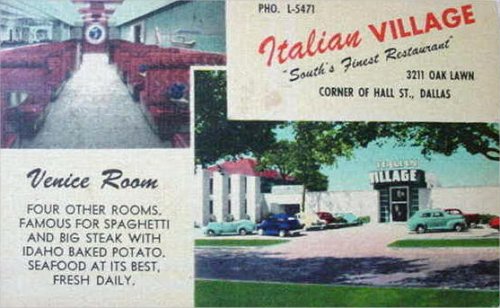 PHO. L-5471
Italian VILLAGE
"South's Finest Restaurant"
3211 OAK LAWN
CORNER OF HALL ST., DALLAS
Venice Room
FOUR OTHER ROOMS.
FAMOUS FOR SPAGHETTI
AND BIG STEAK WITH
IDAHO BAKED POTATO.
SEAFOOD AT ITS BEST,
FRESH DAILY.
ITALIAN
VILLAGE